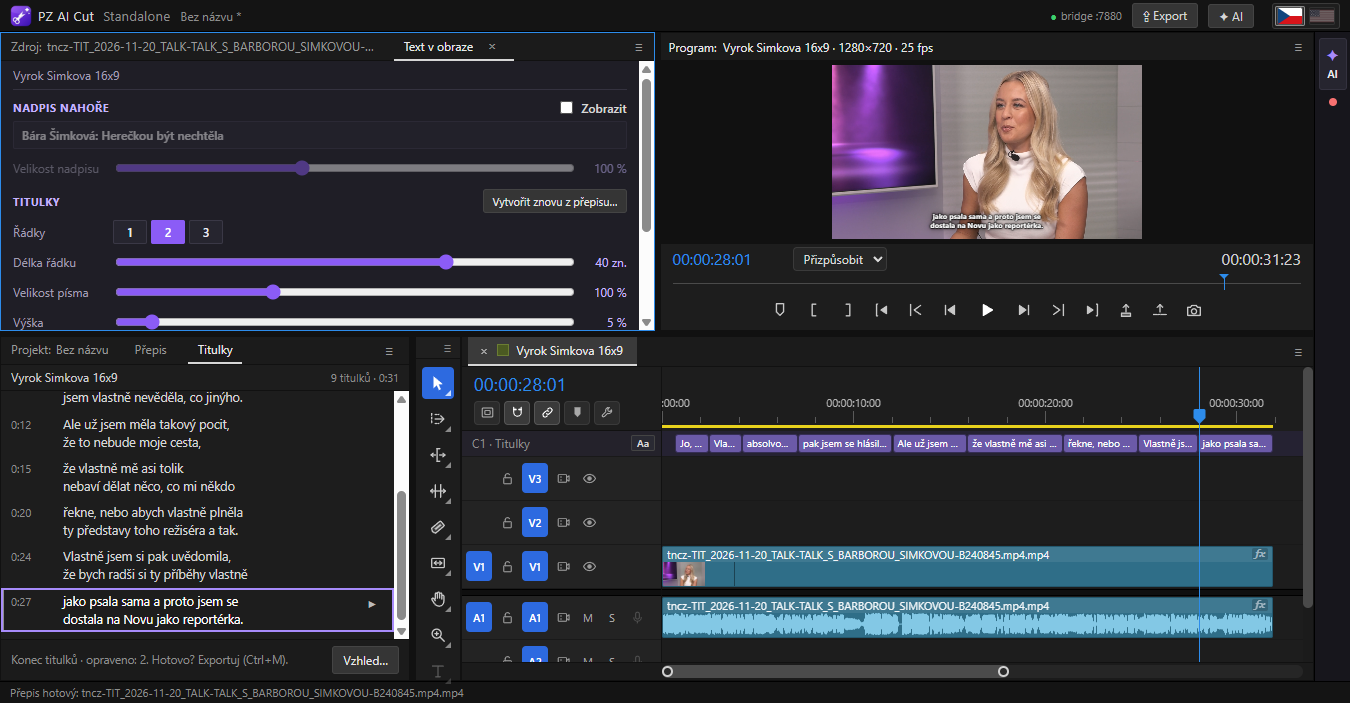 PZ AI Cut Standalone Bez názvu *
bridge :7880 Export AI
Zdroj: tncz-TIT_2026-11-20_TALK-TALK_S_BARBOROU_SIMKOVOU-...
Text v obraze ×
Vyrok Simkova 16x9
NADPIS NAHOŘE Zobrazit
Bára Šimková: Herečkou být nechtěla
Velikost nadpisu 100 %
TITULKY Vytvořit znovu z přepisu...
Řádky 1 2 3
Délka řádku 40 zn.
Velikost písma 100 %
Výška 5 %
Program: Vyrok Simkova 16x9 · 1280×720 · 25 fps
jako psala sama a proto jsem se
dostala na Novu jako reportérka.
00:00:28:01 Přizpůsobit 00:00:31:23
AI
Projekt: Bez názvu Přepis Titulky
Vyrok Simkova 16x9 9 titulků · 0:31
jsem vlastně nevěděla, co jinýho.
0:12 Ale už jsem měla takový pocit,
že to nebude moje cesta,
0:15 že vlastně mě asi tolik
nebaví dělat něco, co mi někdo
0:20 řekne, nebo abych vlastně plněla
ty představy toho režiséra a tak.
0:24 Vlastně jsem si pak uvědomila,
že bych radši si ty příběhy vlastně
0:27 jako psala sama a proto jsem se
dostala na Novu jako reportérka.
Konec titulků · opraveno: 2. Hotovo? Exportuj (Ctrl+M). Vzhled...
× Vyrok Simkova 16x9
00:00:28:01
:00:00 00:00:10:00 00:00:20:00 00:00:30:00
C1 · Titulky Aa
Jo, ... Vla... absolvo... pak jsem se hlásil... Ale už jsem ... že vlastně mě asi ... řekne, nebo ... Vlastně js... jako psala sa...
V3
V2
V1 V1
tncz-TIT_2026-11-20_TALK-TALK_S_BARBOROU_SIMKOVOU-B240845.mp4.mp4 fx
A1 A1 M S
tncz-TIT_2026-11-20_TALK-TALK_S_BARBOROU_SIMKOVOU-B240845.mp4.mp4 fx
A2 M S
Přepis hotový: tncz-TIT_2026-11-20_TALK-TALK_S_BARBOROU_SIMKOVOU-B240845.mp4.mp4